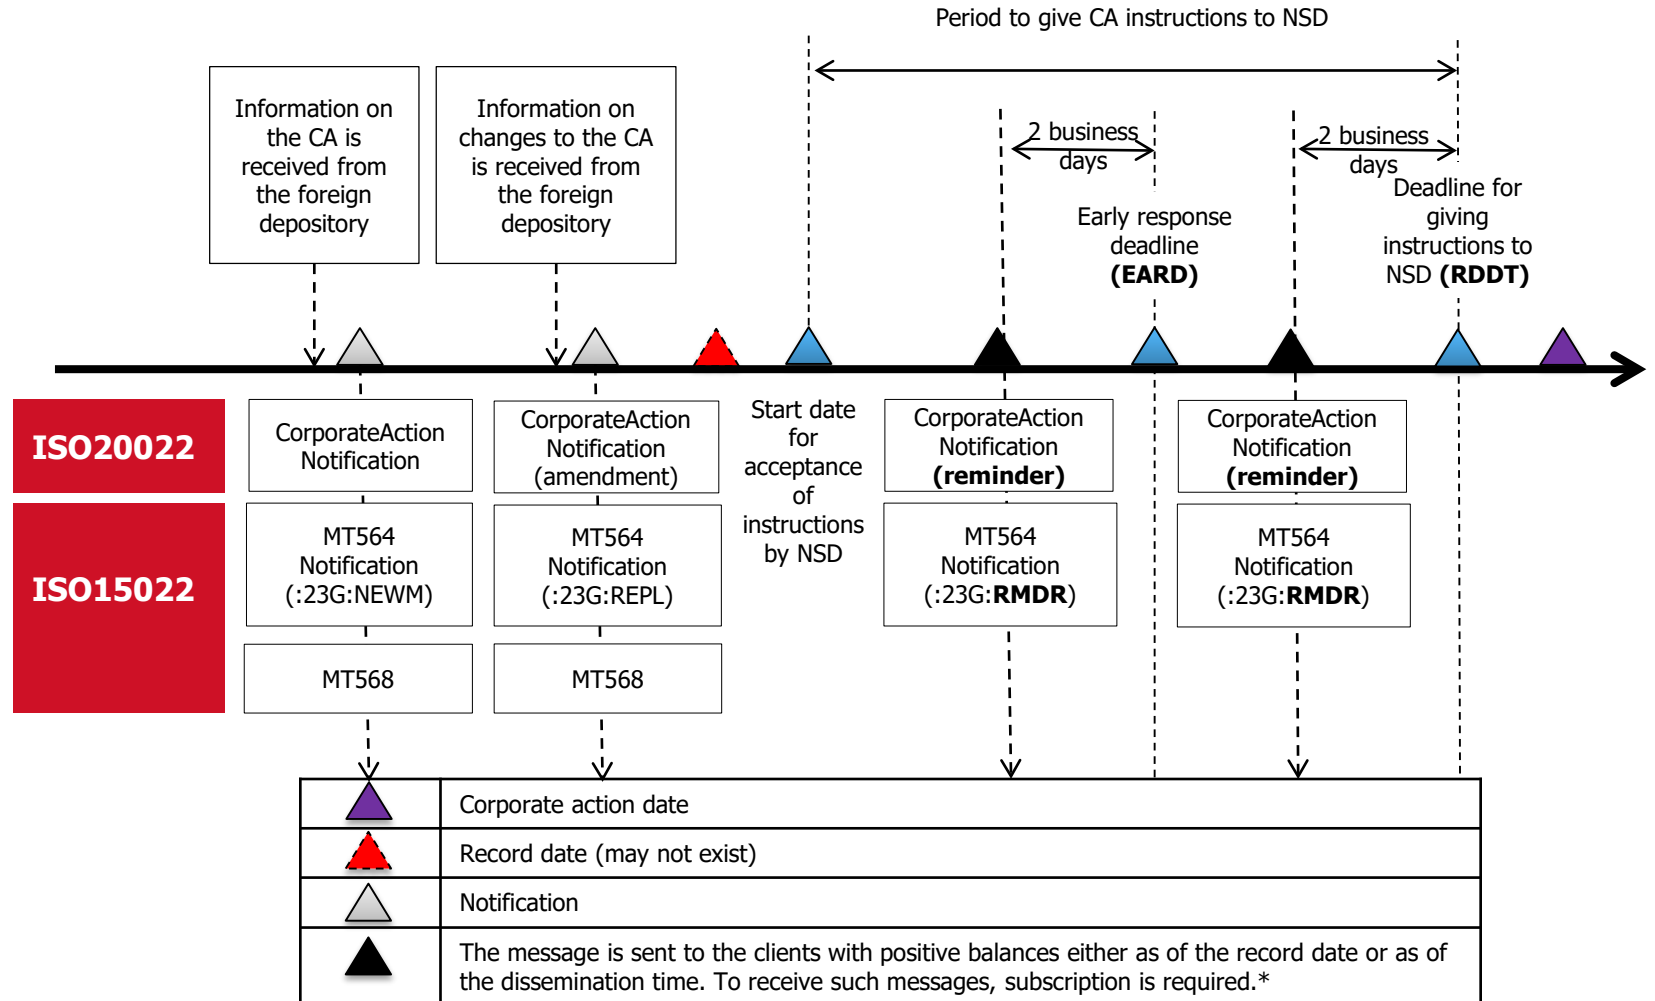 Period to give CA instructions to NSD
Information on
the CA is
received from
the foreign
depository
Information on
changes to the CA
is received from
the foreign
depository
2 business
days
2 business
days
Early response
deadline
(EARD)
Deadline for
giving
instructions to
NSD (RDDT)
ISO20022
CorporateAction
Notification
CorporateAction
Notification
(amendment)
Start date
for
acceptance
of
instructions
by NSD
CorporateAction
Notification
(reminder)
CorporateAction
Notification
(reminder)
ISO15022
MT564
Notification
(:23G:NEWM)
MT564
Notification
(:23G:REPL)
MT564
Notification
(:23G:RMDR)
MT564
Notification
(:23G:RMDR)
MT568
MT568
Corporate action date
Record date (may not exist)
Notification
The message is sent to the clients with positive balances either as of the record date or as of
the dissemination time. To receive such messages, subscription is required.*